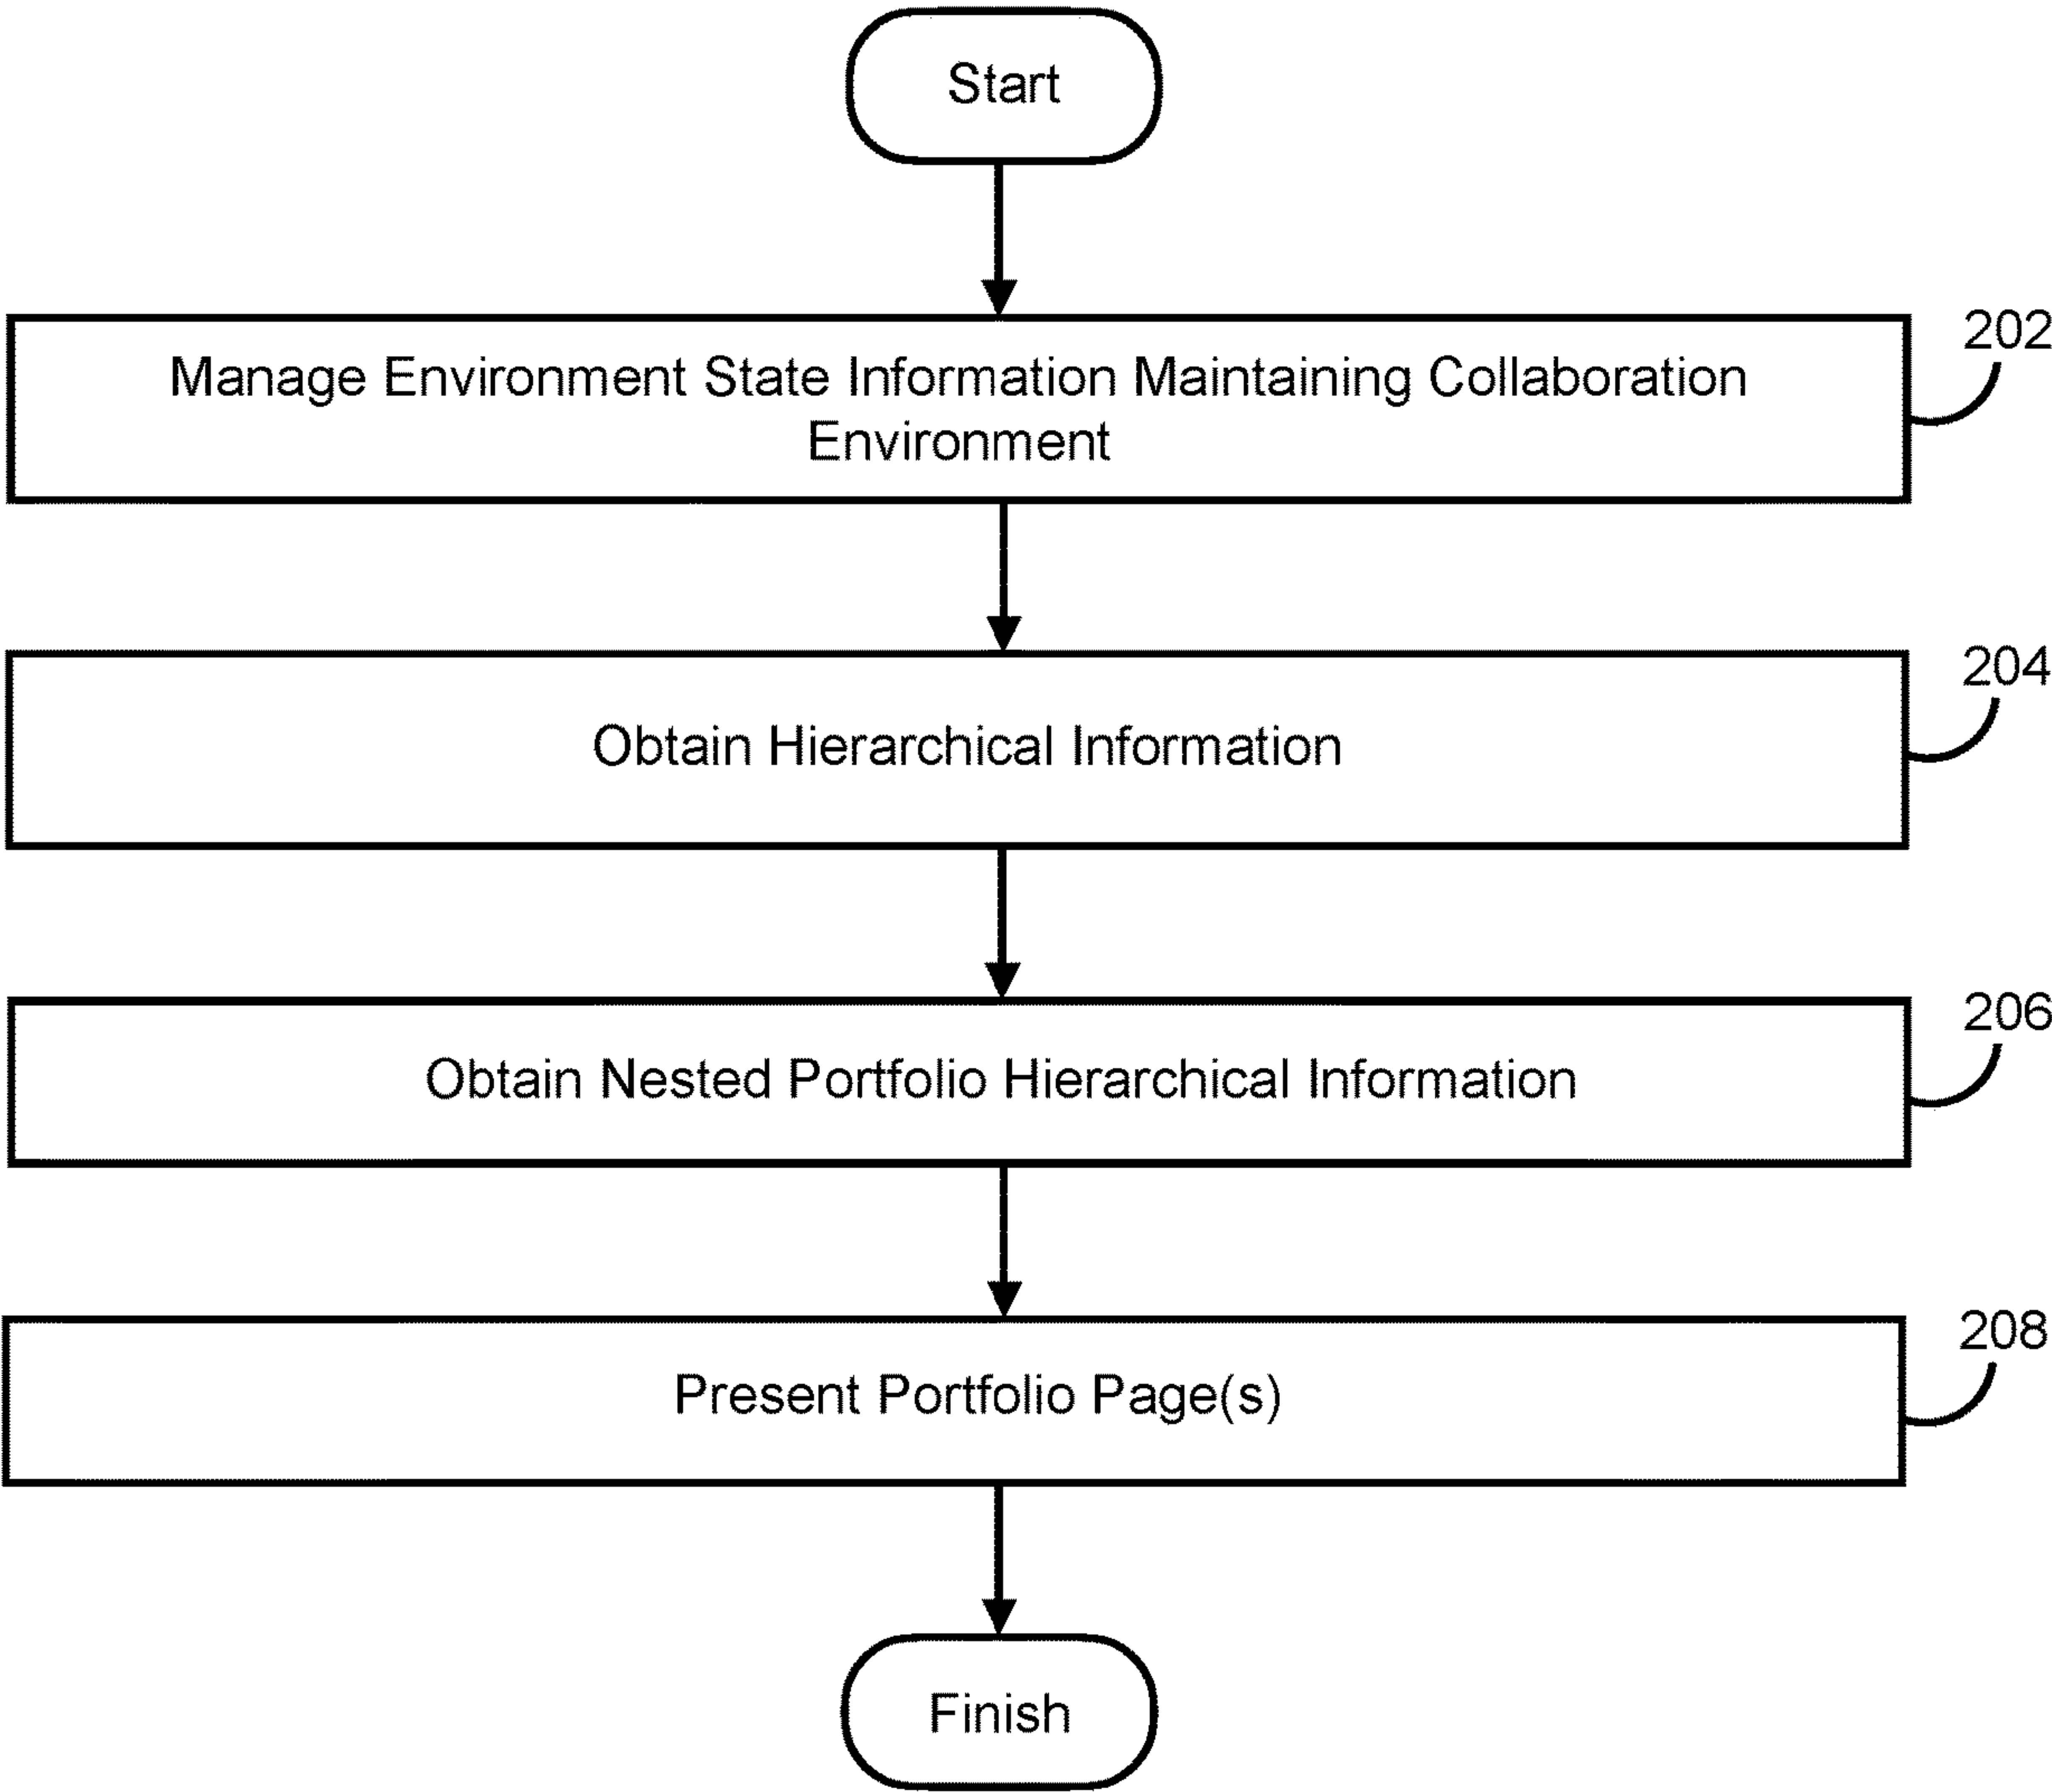 Start
202
Manage Environment State Information Maintaining Collaboration
Environment
204
Obtain Hierarchical Information
206
Obtain Nested Portfolio Hierarchical Information
208
Present Portfolio Page(s)
Finish